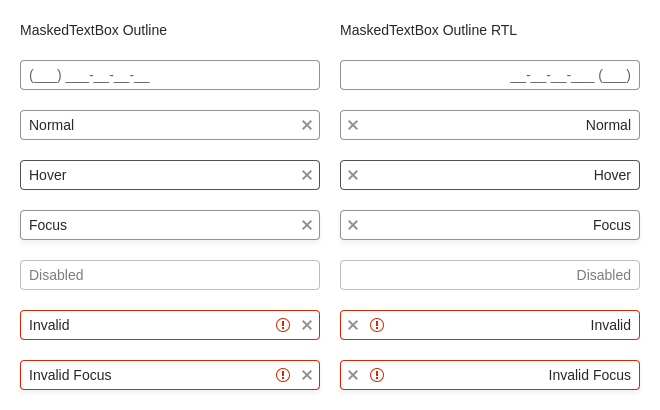 MaskedTextBox Outline
(___) ___-__-__-__
Normal
Hover
Focus
Disabled
Invalid
Invalid Focus
MaskedTextBox Outline RTL
__-__-__-___ (___)
Normal
Hover
Focus
Disabled
Invalid
Invalid Focus